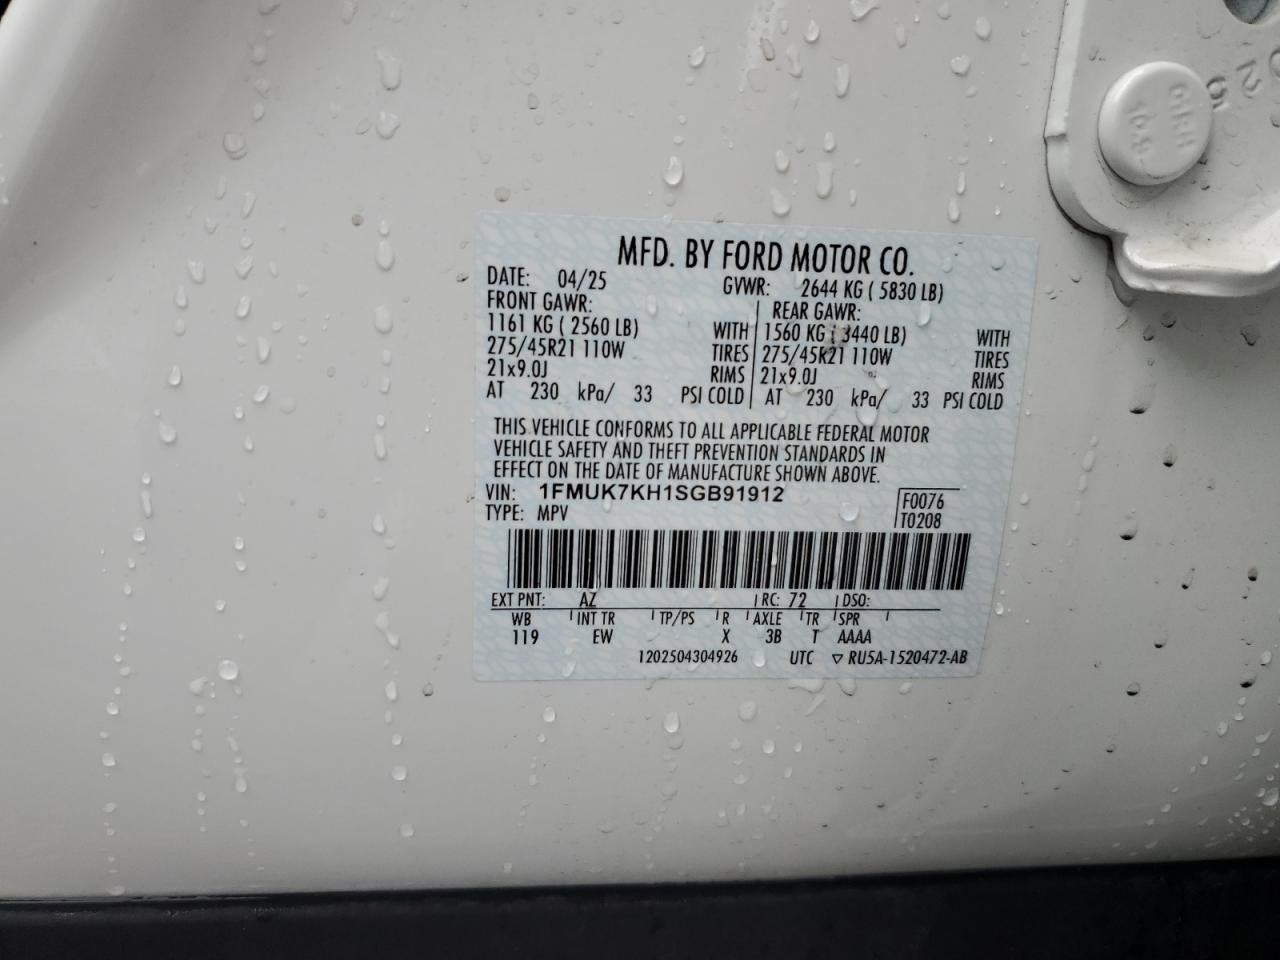 MFD. BY FORD MOTOR CO.
DATE: 04/25 GVWR: 2644 KG ( 5830 LB)
FRONT GAWR: REAR GAWR:
1161 KG ( 2560 LB) WITH 1560 KG ( 3440 LB) WITH
275/45R21 110W TIRES 275/45R21 110W TIRES
21x9.0J RIMS 21x9.0J RIMS
AT 230 kPa/ 33 PSI COLD AT 230 kPa/ 33 PSI COLD
THIS VEHICLE CONFORMS TO ALL APPLICABLE FEDERAL MOTOR
VEHICLE SAFETY AND THEFT PREVENTION STANDARDS IN
EFFECT ON THE DATE OF MANUFACTURE SHOWN ABOVE.
VIN: 1FMUK7KH1SGB91912 F0076
TYPE: MPV T0208
EXT PNT: AZ RC: 72 DSO:
WB INT TR TP/PS R AXLE TR SPR
119 EW X 3B T AAAA
1202504304926 UTC ▽ RU5A-1520472-AB
10.9